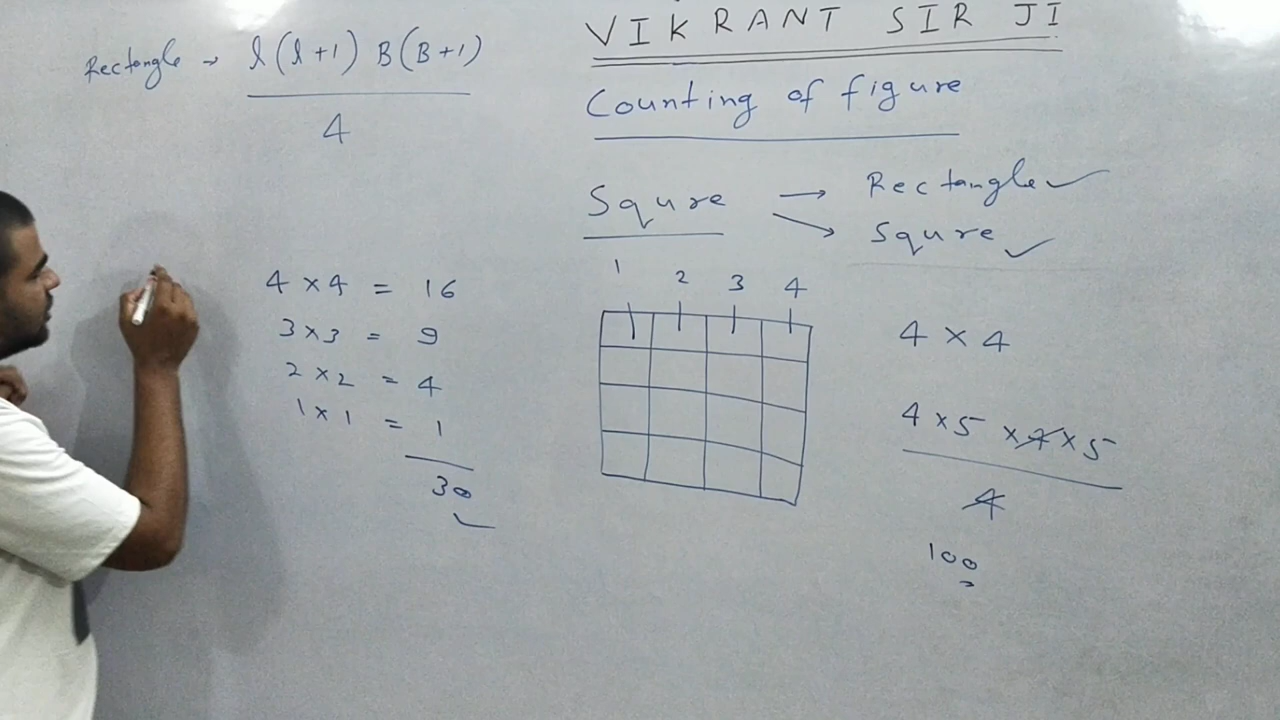 VIKRANT SIR JI
Rectangle → l(l+1) B(B+1)
4
Counting of figure
Squre → Rectangle ✓
→ Squre ✓
1 2 3 4
4 × 4 = 16
3 × 3 = 9
2 × 2 = 4
1 × 1 = 1
30
4 × 4
4 × 5 × 4 × 5
4
100